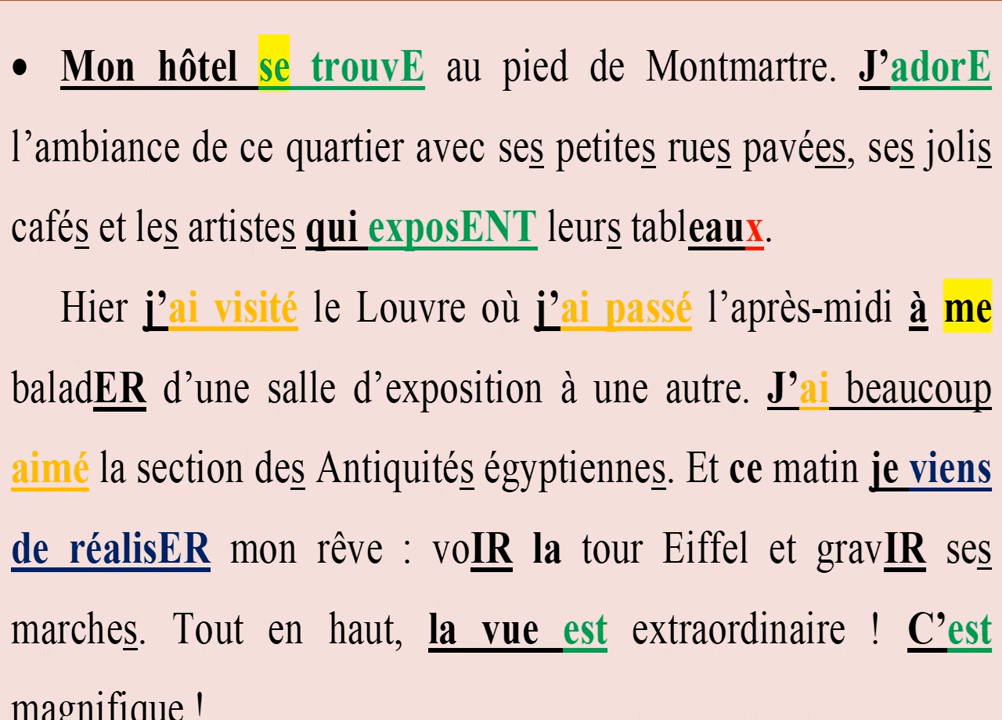 • Mon hôtel se trouvE au pied de Montmartre. J’adorE
l’ambiance de ce quartier avec ses petites rues pavées, ses jolis
cafés et les artistes qui exposENT leurs tableaux.
Hier j’ai visité le Louvre où j’ai passé l’après-midi à me
baladER d’une salle d’exposition à une autre. J’ai beaucoup
aimé la section des Antiquités égyptiennes. Et ce matin je viens
de réalisER mon rêve : voIR la tour Eiffel et gravIR ses
marches. Tout en haut, la vue est extraordinaire ! C’est
magnifique !